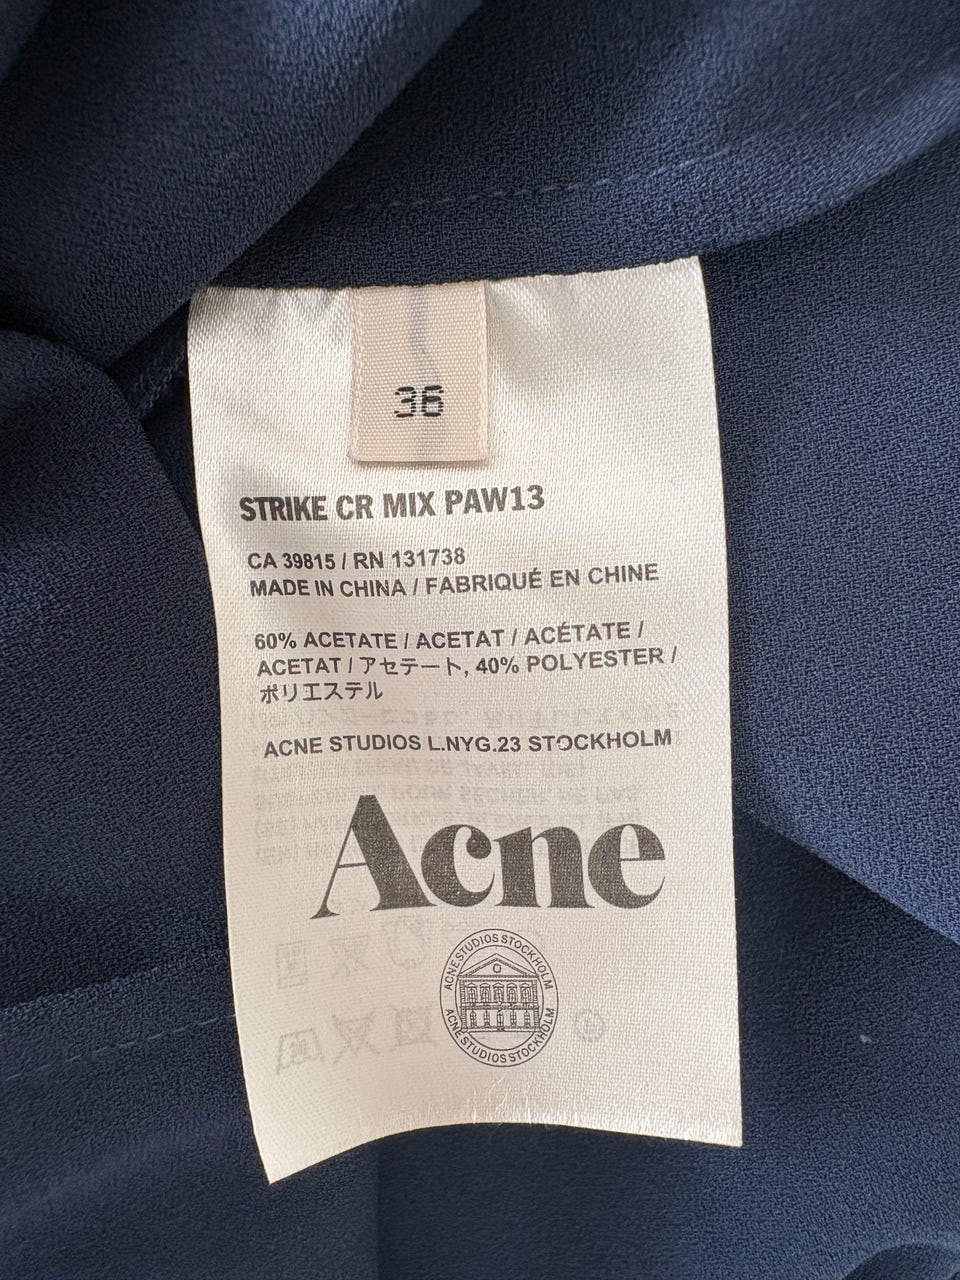 36
STRIKE CR MIX PAW13
CA 39815 / RN 131738
MADE IN CHINA / FABRIQUÉ EN CHINE
60% ACETATE / ACETAT / ACÉTATE /
ACETAT / アセテート, 40% POLYESTER /
ポリエステル
ACNE STUDIOS L.NYG.23 STOCKHOLM
Acne
ACNE STUDIOS STOCKHOLM
ACNE STUDIOS STOCKHOLM